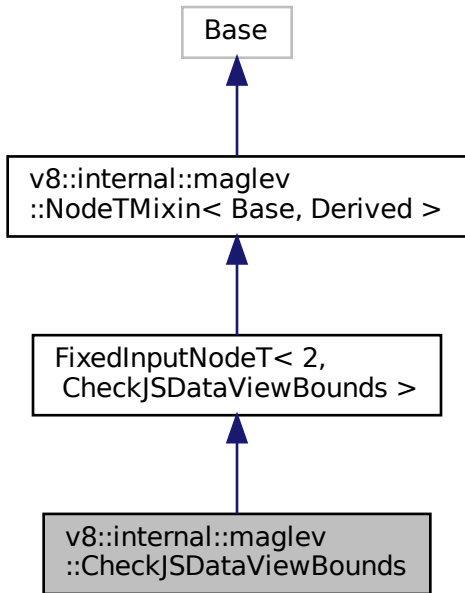 Base
v8::internal::maglev
::NodeTMixin< Base, Derived >
FixedInputNodeT< 2,
CheckJSDataViewBounds >
v8::internal::maglev
::CheckJSDataViewBounds